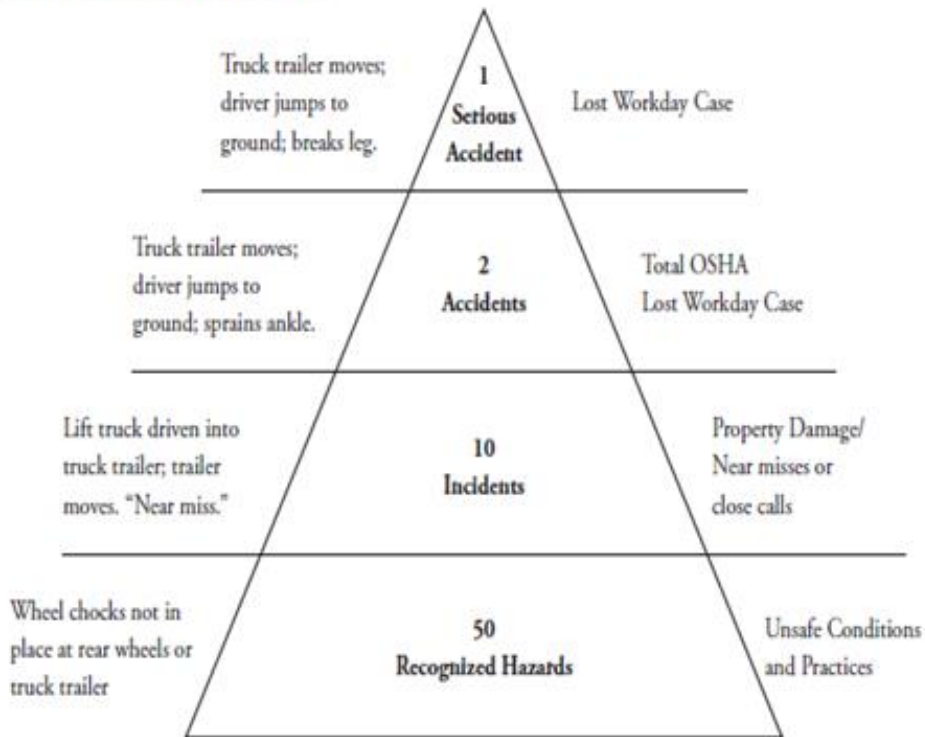 Truck trailer moves;
driver jumps to
ground; breaks leg.
1
Serious
Accident
Lost Workday Case
Truck trailer moves;
driver jumps to
ground; sprains ankle.
2
Accidents
Total OSHA
Lost Workday Case
Lift truck driven into
truck trailer; trailer
moves. “Near miss.”
10
Incidents
Property Damage/
Near misses or
close calls
Wheel chocks not in
place at rear wheels or
truck trailer
50
Recognized Hazards
Unsafe Conditions
and Practices